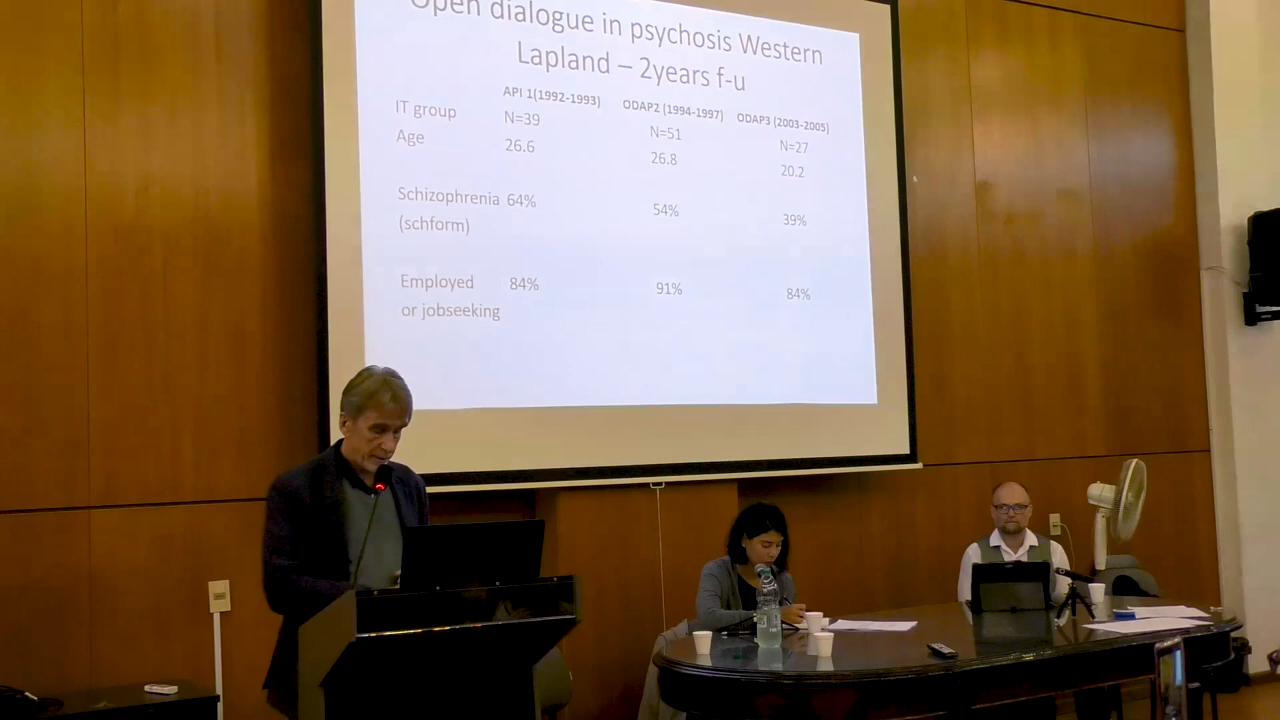 Open dialogue in psychosis Western
Lapland – 2years f-u
API 1(1992-1993) ODAP2 (1994-1997) ODAP3 (2003-2005)
IT group N=39 N=51 N=27
Age 26.6 26.8 20.2
Schizophrenia 64% 54% 39%
(schform)
Employed 84% 91% 84%
or jobseeking